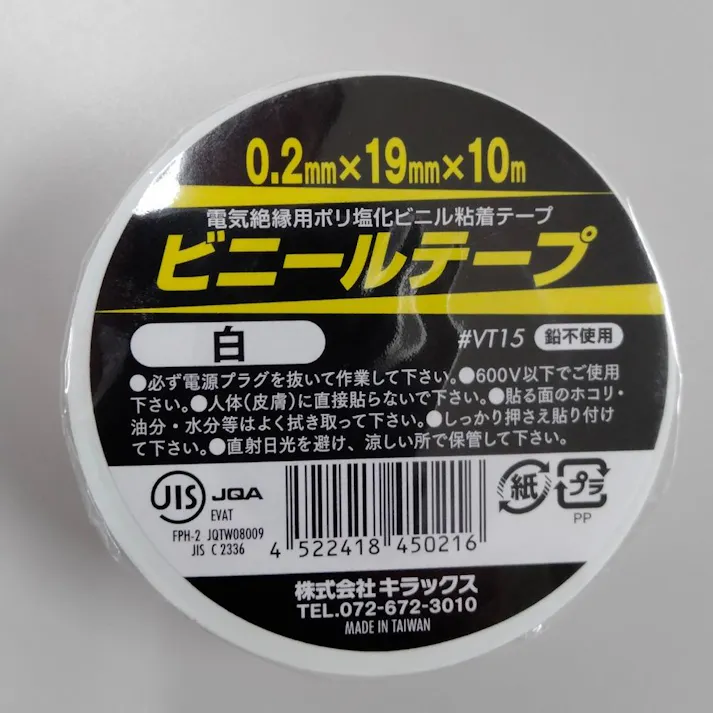 0.2mm×19mm×10m
電気絶縁用ポリ塩化ビニル粘着テープ
ビニールテープ
白
#VT15 鉛不使用
●必ず電源プラグを抜いて作業して下さい。●600V以下でご使用
下さい。●人体(皮膚)に直接貼らないで下さい。●貼る面のホコリ・
油分・水分等はよく拭き取って下さい。●しっかり押さえ貼り付け
て下さい。●直射日光を避け、涼しい所で保管して下さい。
JIS JQA
EVAT
FPH-2 JQTW08009
JIS C 2336
4 522418 450216
紙 プラ
PP
株式会社 キラックス
TEL.072-672-3010
MADE IN TAIWAN